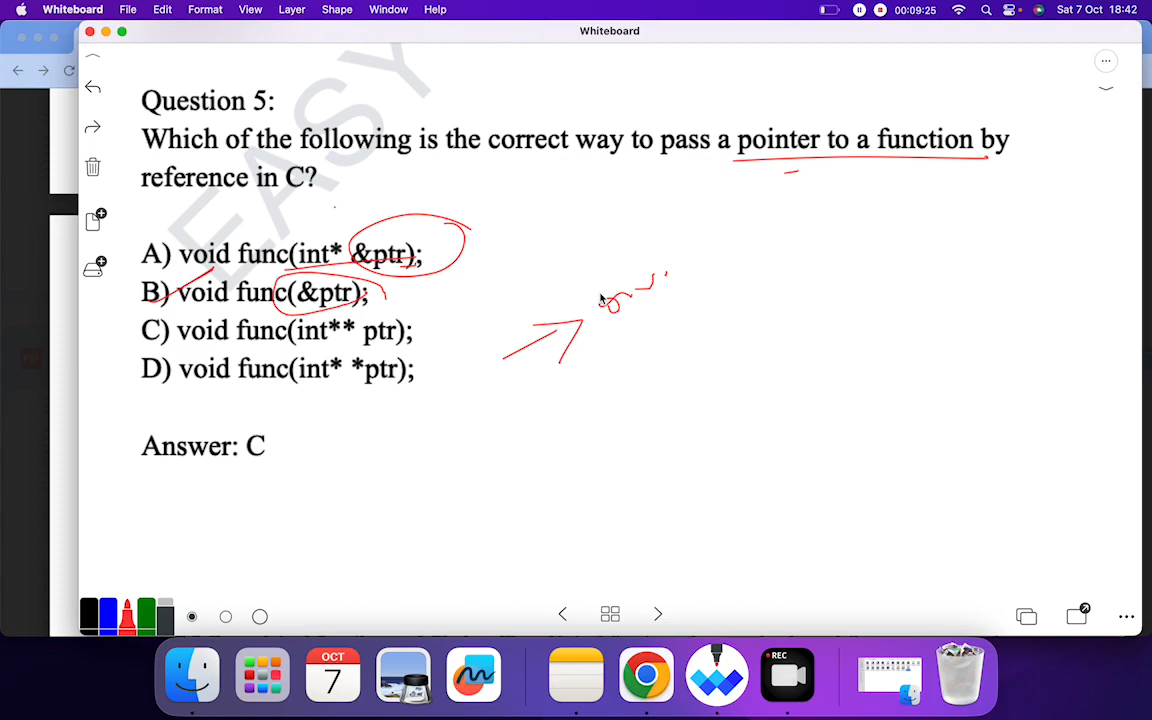 Whiteboard File Edit Format View Layer Shape Window Help 00:09:25 Sat 7 Oct 18:42
Whiteboard
EASY
Question 5:
Which of the following is the correct way to pass a pointer to a function by
reference in C?
A) void func(int* &ptr);
B) void func(&ptr);
C) void func(int** ptr);
D) void func(int* *ptr);
Answer: C
OCT
7
REC